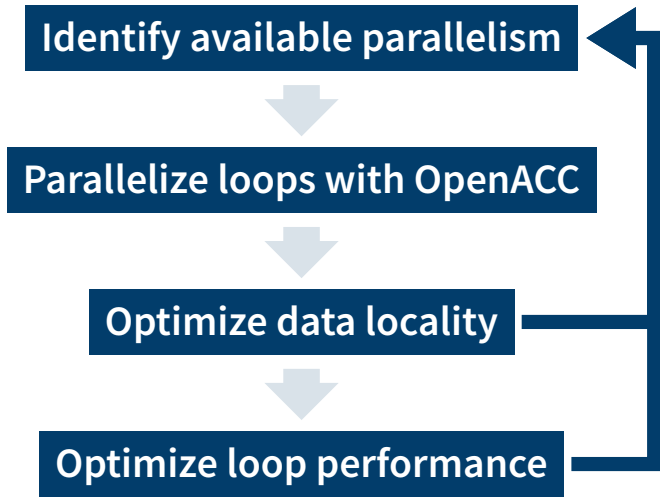 Identify available parallelism
Parallelize loops with OpenACC
Optimize data locality
Optimize loop performance